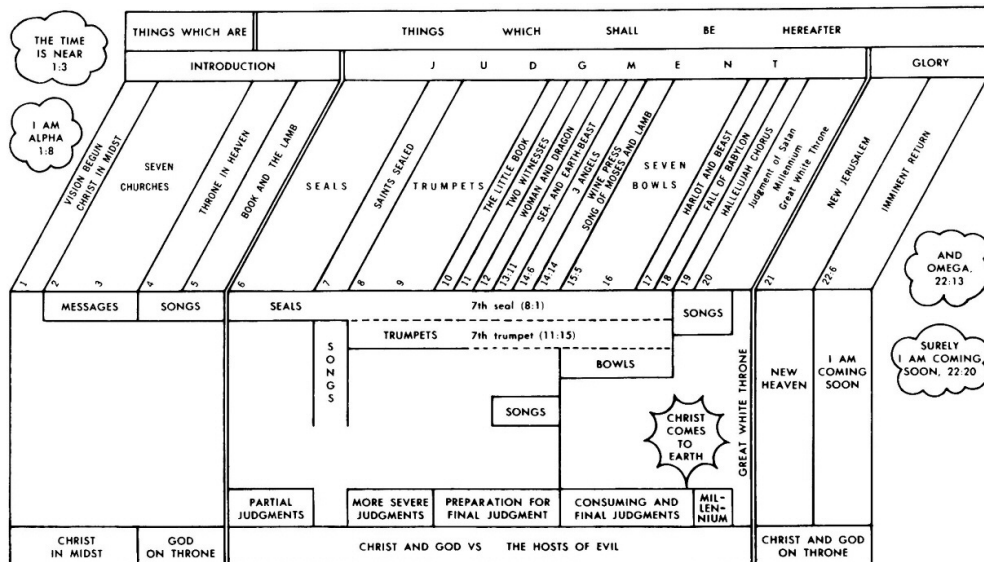 THE TIME
IS NEAR
1:3
THINGS WHICH ARE
THINGS WHICH SHALL BE HEREAFTER
INTRODUCTION
J U D G M E N T
GLORY
I AM
ALPHA
1:8
VISION BEGUN
CHRIST IN MIDST
SEVEN
CHURCHES
THRONE IN HEAVEN
BOOK AND THE LAMB
SEALS
SAINTS SEALED
TRUMPETS
THE LITTLE BOOK
TWO WITNESSES
WOMAN AND DRAGON
SEA- AND EARTH-BEAST
3 ANGELS
WINE PRESS
SONG OF MOSES AND LAMB
SEVEN
BOWLS
HARLOT AND BEAST
FALL OF BABYLON
HALLELUJAH CHORUS
Judgment of Satan
Millennium
Great White Throne
NEW JERUSALEM
IMMINENT RETURN
AND
OMEGA,
22:13
1 2 3 4 5 6 7 8 9 10 11 12 13:11 14:6 14:14 15:5 16 17 18 19 20 21 22:6
MESSAGES
SONGS
SEALS
7th seal (8:1)
SONGS
TRUMPETS
7th trumpet (11:15)
SONGS
BOWLS
SONGS
CHRIST
COMES
TO
EARTH
GREAT WHITE THRONE
NEW
HEAVEN
I AM
COMING
SOON
SURELY
I AM COMING
SOON, 22:20
PARTIAL
JUDGMENTS
MORE SEVERE
JUDGMENTS
PREPARATION FOR
FINAL JUDGMENT
CONSUMING AND
FINAL JUDGMENTS
MIL-
LEN-
NIUM
CHRIST
IN MIDST
GOD
ON THRONE
CHRIST AND GOD VS THE HOSTS OF EVIL
CHRIST AND GOD
ON THRONE